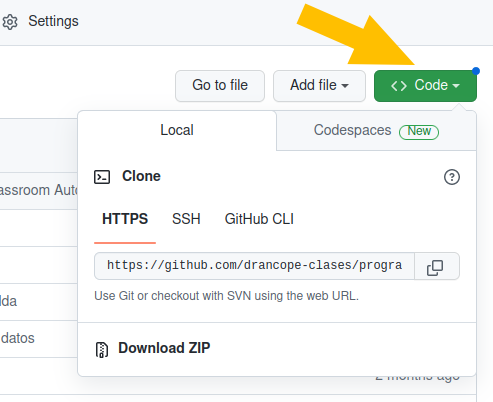 Settings
Go to file
Add file
Code
Local
Codespaces New
Clone
assroom Auto
HTTPS SSH GitHub CLI
https://github.com/drancope-clases/progra
Use Git or checkout with SVN using the web URL.
lda
datos
Download ZIP
2 months ago